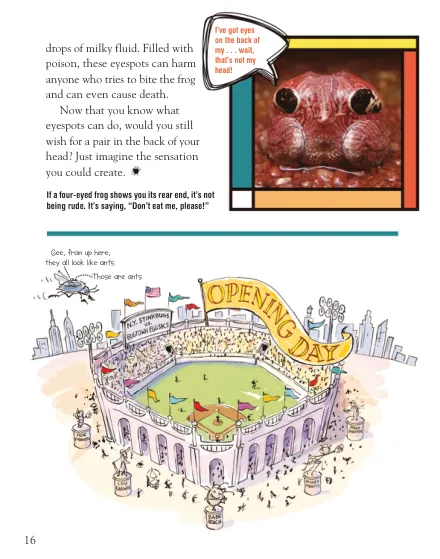 I've got eyes
on the back of
my . . . wait,
that's not my
head!
drops of milky fluid. Filled with
poison, these eyespots can harm
anyone who tries to bite the frog
and can even cause death.
Now that you know what
eyespots can do, would you still
wish for a pair in the back of your
head? Just imagine the sensation
you could create.
If a four-eyed frog shows you its rear end, it's not
being rude. It's saying, "Don't eat me, please!"
Gee, from up here,
they all look like ants.
Those are ants.
OPENING DAY
N.Y. STINKBUGS
VS.
16